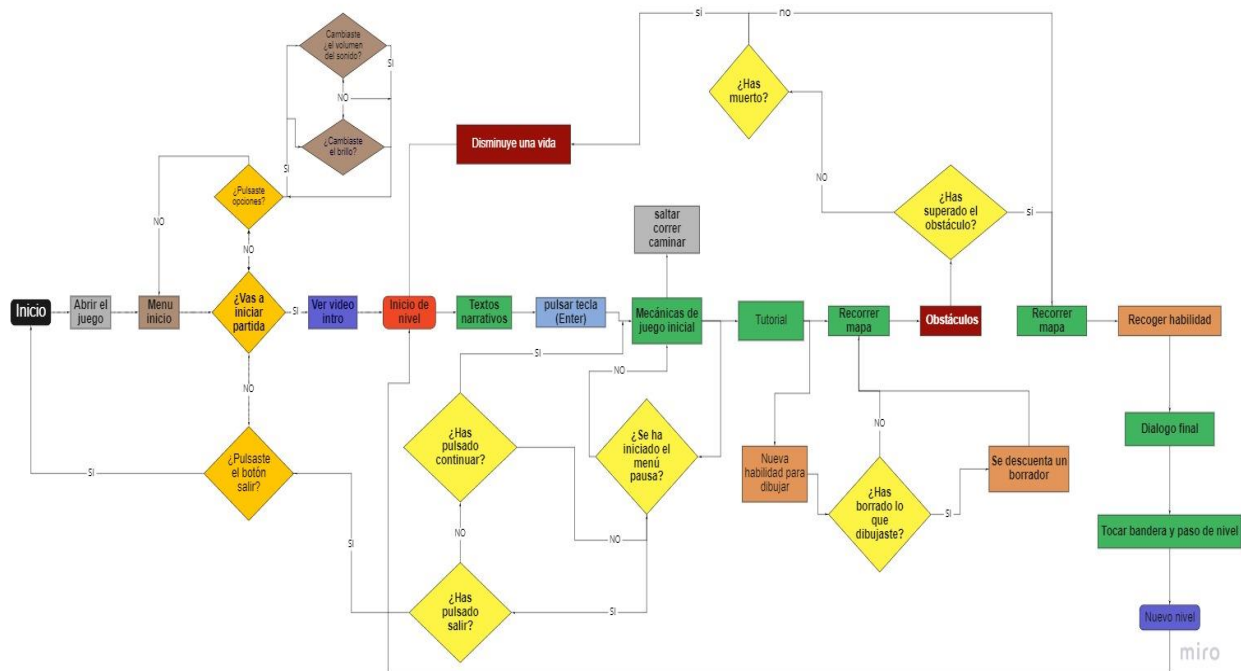 Cambiaste
¿el volumen
del sonido?
SI
NO
¿Cambiaste
el brillo?
SI
¿Pulsaste
opciones?
NO
NO
sí
no
¿Has
muerto?
Disminuye una vida
NO
¿Has
superado el
obstáculo?
sí
saltar
correr
caminar
Inicio
Abrir el
juego
Menu
inicio
¿Vas a
iniciar
partida
SI
Ver video
intro
Inicio de
nivel
Textos
narrativos
pulsar tecla
(Enter)
Mecánicas de
juego inicial
Tutorial
Recorrer
mapa
Obstáculos
Recorrer
mapa
Recoger habilidad
SI
NO
NO
NO
¿Pulsaste
el botón
salir?
SI
¿Has
pulsado
continuar?
¿Se ha
iniciado el
menú
pausa?
Nueva
habilidad para
dibujar
¿Has
borrado lo
que
dibujaste?
SI
Se descuenta un
borrador
Dialogo final
NO
NO
SI
¿Has
pulsado
salir?
SI
Tocar bandera y paso de nivel
Nuevo nivel
miro